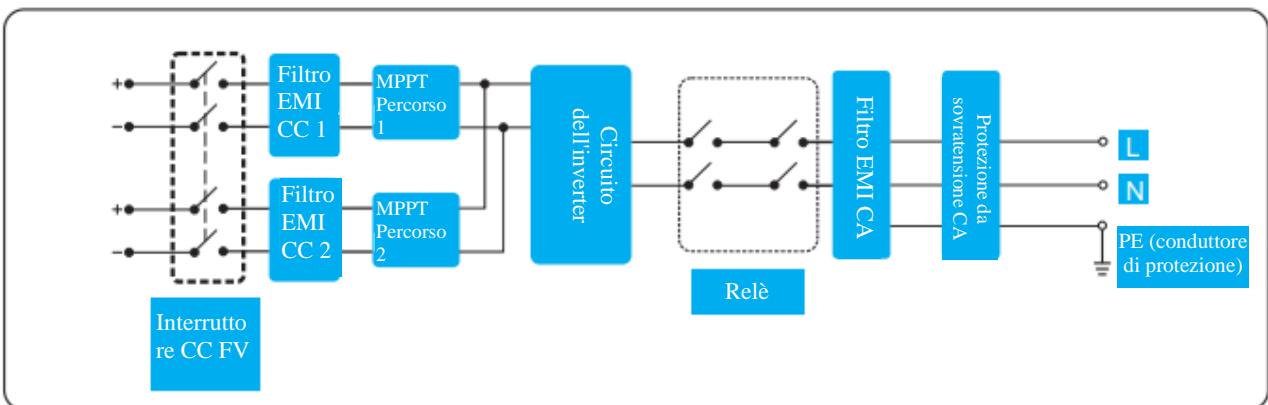 +
Filtro
EMI
CC 1
MPPT
Percorso
1
−
+
Filtro
EMI
CC 2
MPPT
Percorso
2
−
Interrutto
re CC FV
Circuito
dell'inverter
Relè
Filtro EMI CA
Protezione da
sovratensione CA
L
N
PE (conduttore
di protezione)